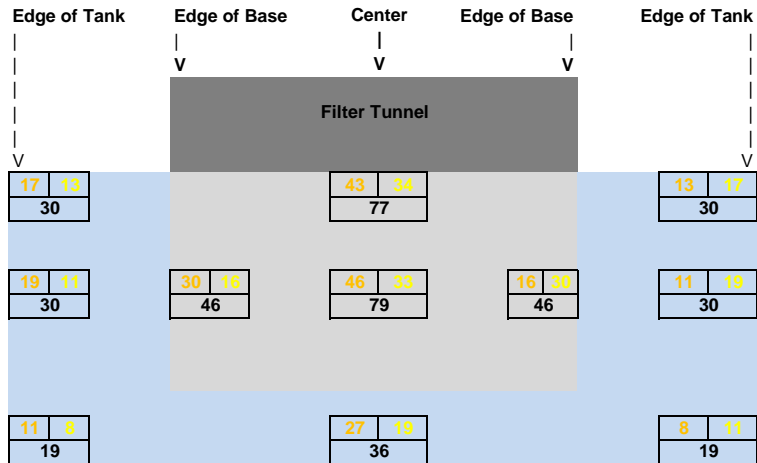 Edge of Tank Edge of Base Center Edge of Base Edge of Tank
| | | | |
| V V V |
|
|
|
|
V V
Filter Tunnel
17 13 43 34 13 17
30 77 30
19 11 30 16 46 33 16 30 11 19
30 46 79 46 30
11 8 27 19 8 11
19 36 19